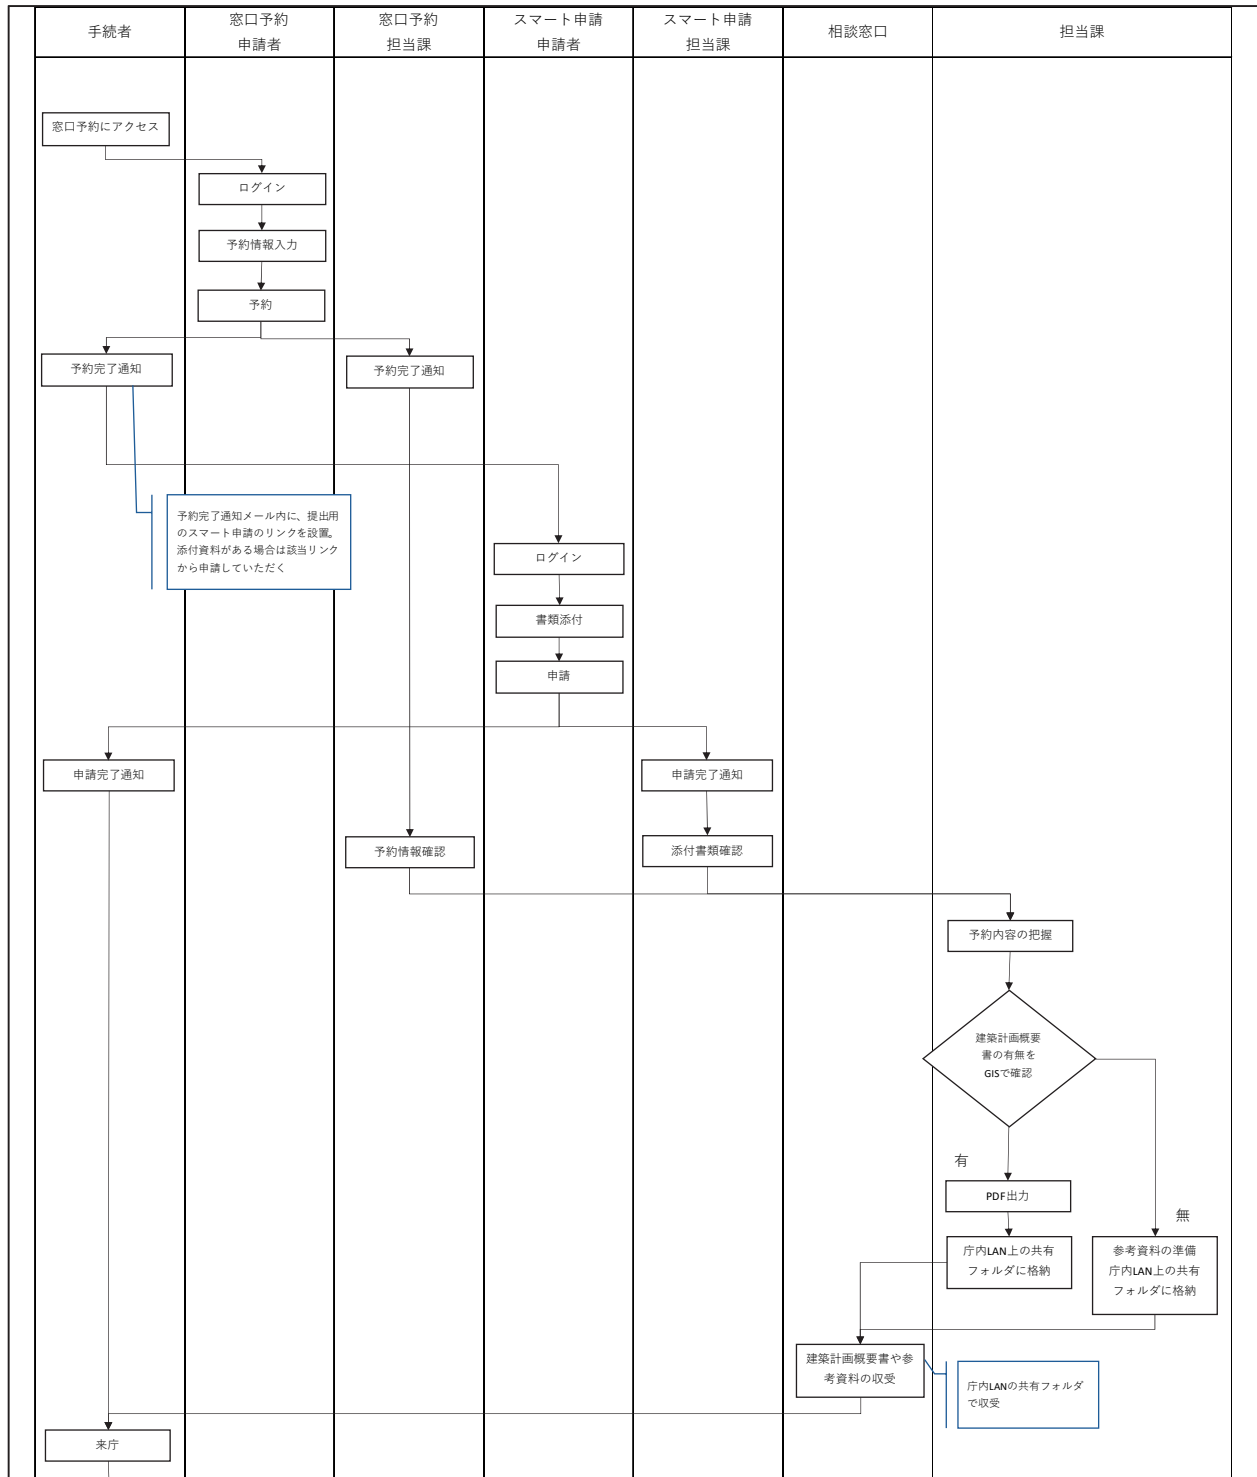 手続者
窓口予約
申請者
窓口予約
担当課
スマート申請
申請者
スマート申請
担当課
相談窓口
担当課
窓口予約にアクセス
ログイン
予約情報入力
予約
予約完了通知
予約完了通知
予約完了通知メール内に、提出用
のスマート申請のリンクを設置。
添付資料がある場合は該当リンク
から申請していただく
ログイン
書類添付
申請
申請完了通知
申請完了通知
予約情報確認
添付書類確認
予約内容の把握
建築計画概要
書の有無を
GISで確認
有
PDF出力
無
庁内LAN上の共有
フォルダに格納
参考資料の準備
庁内LAN上の共有
フォルダに格納
建築計画概要書や参
考資料の収受
庁内LANの共有フォルダ
で収受
来庁